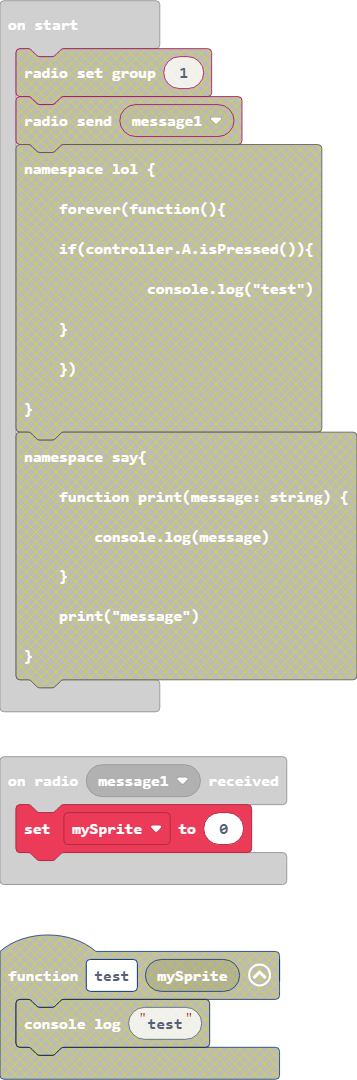 on start
radio set group 1
radio send message1
namespace lol {
forever(function(){
if(controller.A.isPressed()){
console.log("test")
}
})
}
namespace say{
function print(message: string) {
console.log(message)
}
print("message")
}
on radio message1 received
set mySprite to 0
function test mySprite
console log "test"